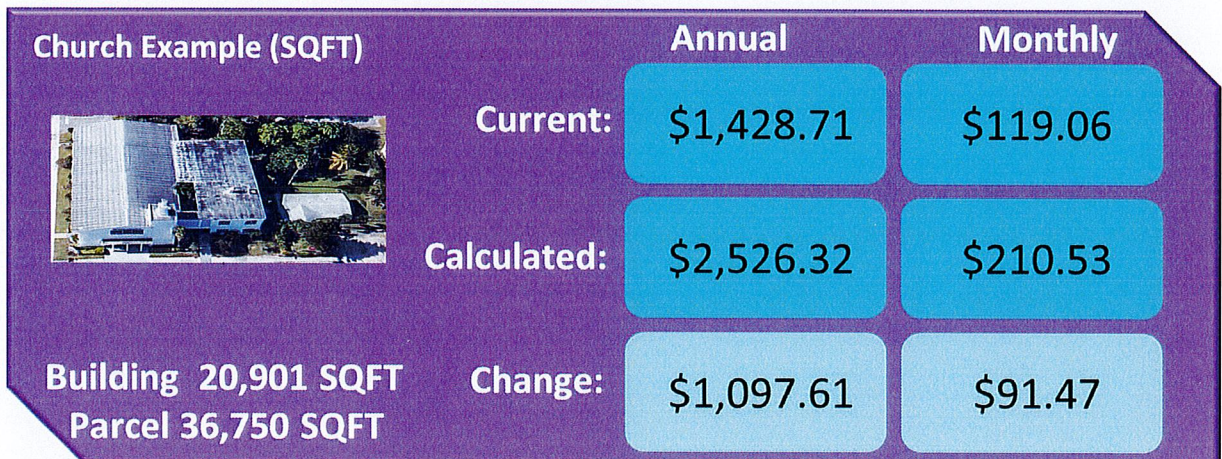 Church Example (SQFT)
Annual Monthly
Current: $1,428.71 $119.06
Calculated: $2,526.32 $210.53
Building 20,901 SQFT
Parcel 36,750 SQFT
Change: $1,097.61 $91.47